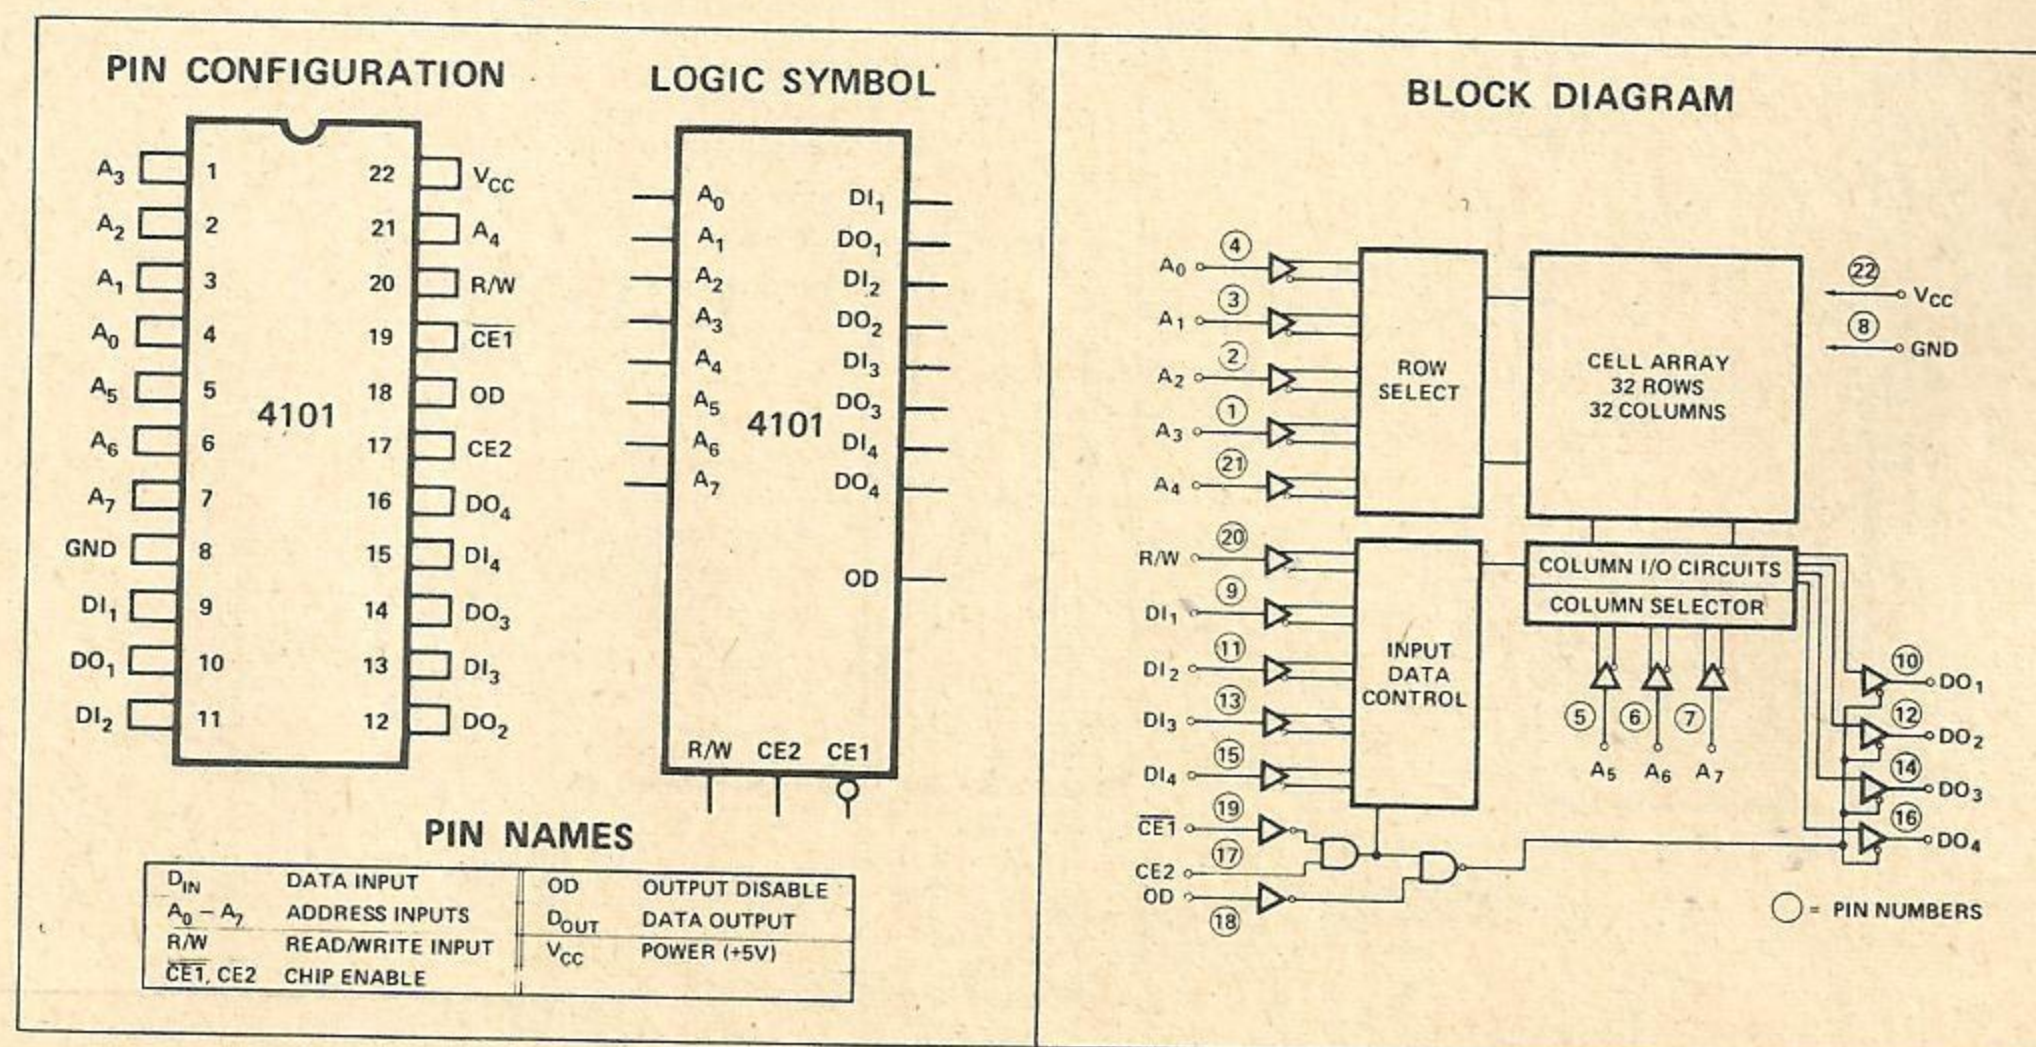 PIN CONFIGURATION
A3 1 22 VCC
A2 2 21 A4
A1 3 20 R/W
A0 4 19 C̅E̅1̅
A5 5 18 OD
4101
A6 6 17 CE2
A7 7 16 DO4
GND 8 15 DI4
DI1 9 14 DO3
DO1 10 13 DI3
DI2 11 12 DO2
LOGIC SYMBOL
A0 DI1
A1 DO1
A2 DI2
A3 DO2
A4 DI3
A5 DO3
4101
A6 DI4
A7 DO4
OD
R/W CE2 CE1
PIN NAMES
DIN DATA INPUT OD OUTPUT DISABLE
A0 – A7 ADDRESS INPUTS DOUT DATA OUTPUT
R/W READ/WRITE INPUT VCC POWER (+5V)
C̅E̅1̅, CE2 CHIP ENABLE
BLOCK DIAGRAM
A0 4
A1 3
A2 2
A3 1
A4 21
ROW
SELECT
CELL ARRAY
32 ROWS
32 COLUMNS
22 VCC
8 GND
R/W 20
DI1 9
DI2 11
DI3 13
DI4 15
INPUT
DATA
CONTROL
COLUMN I/O CIRCUITS
COLUMN SELECTOR
5 6 7
A5 A6 A7
10 DO1
12 DO2
14 DO3
16 DO4
C̅E̅1̅ 19
CE2 17
OD 18
= PIN NUMBERS